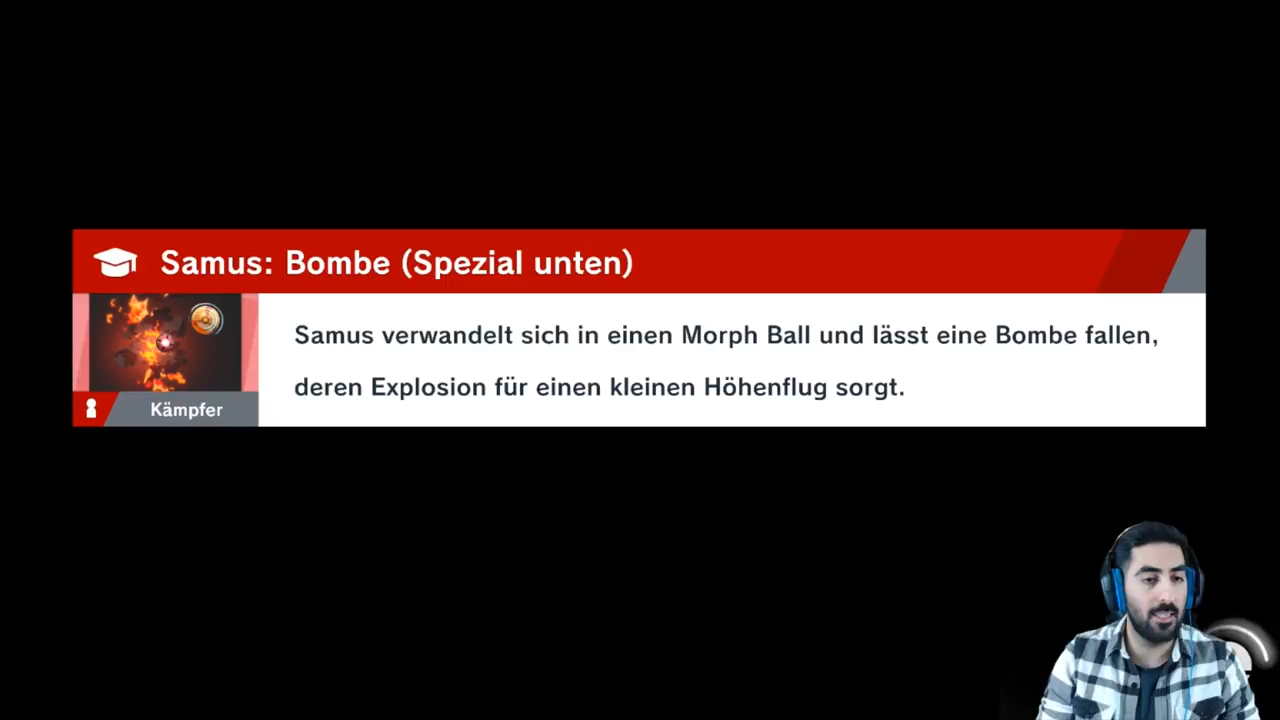 Samus: Bombe (Spezial unten)
Samus verwandelt sich in einen Morph Ball und lässt eine Bombe fallen,
deren Explosion für einen kleinen Höhenflug sorgt.
Kämpfer